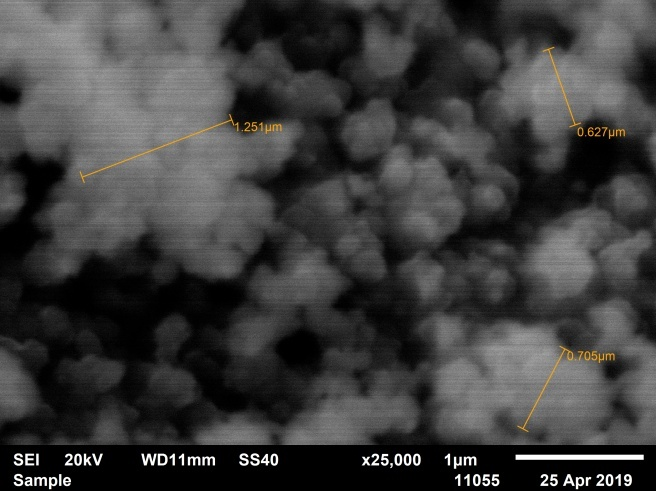 1.251µm
0.627µm
0.705µm
SEI 20kV WD11mm SS40 x25,000 1µm
Sample 11055 25 Apr 2019